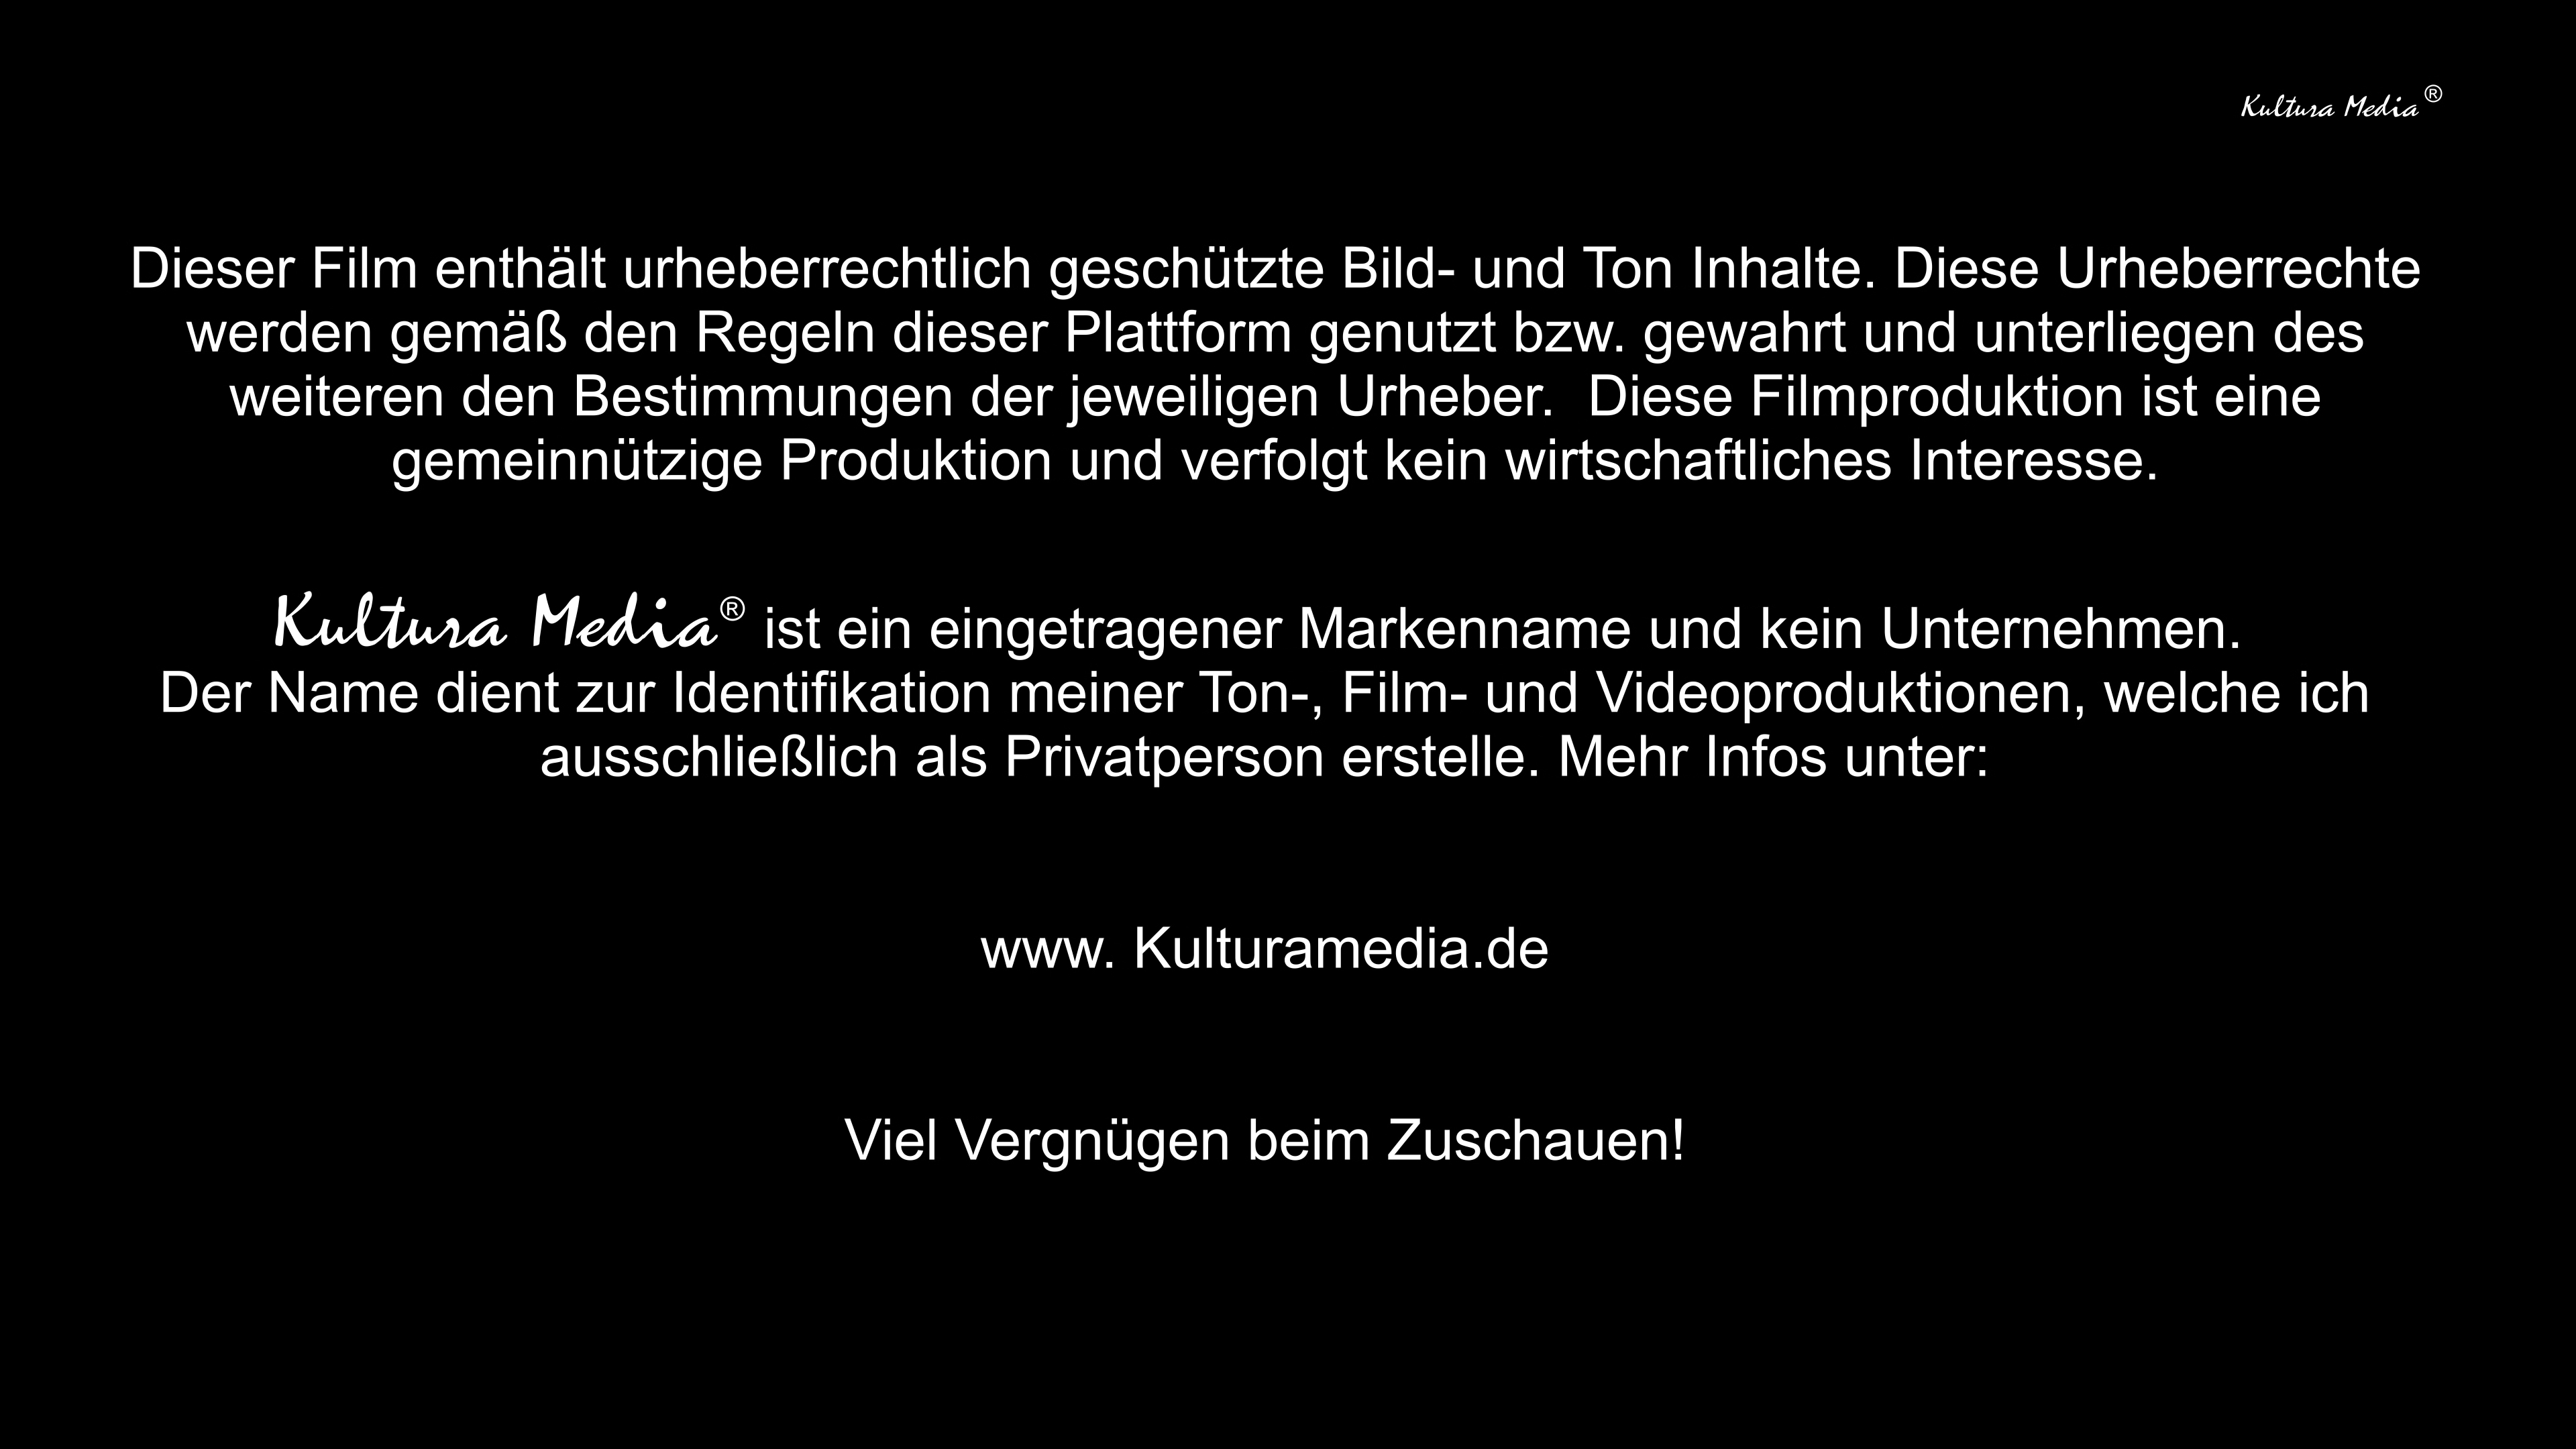 Kultura Media®
Dieser Film enthält urheberrechtlich geschützte Bild- und Ton Inhalte. Diese Urheberrechte
werden gemäß den Regeln dieser Plattform genutzt bzw. gewahrt und unterliegen des
weiteren den Bestimmungen der jeweiligen Urheber.  Diese Filmproduktion ist eine
gemeinnützige Produktion und verfolgt kein wirtschaftliches Interesse.
Kultura Media® ist ein eingetragener Markenname und kein Unternehmen.
Der Name dient zur Identifikation meiner Ton-, Film- und Videoproduktionen, welche ich
ausschließlich als Privatperson erstelle. Mehr Infos unter:
www. Kulturamedia.de
Viel Vergnügen beim Zuschauen!